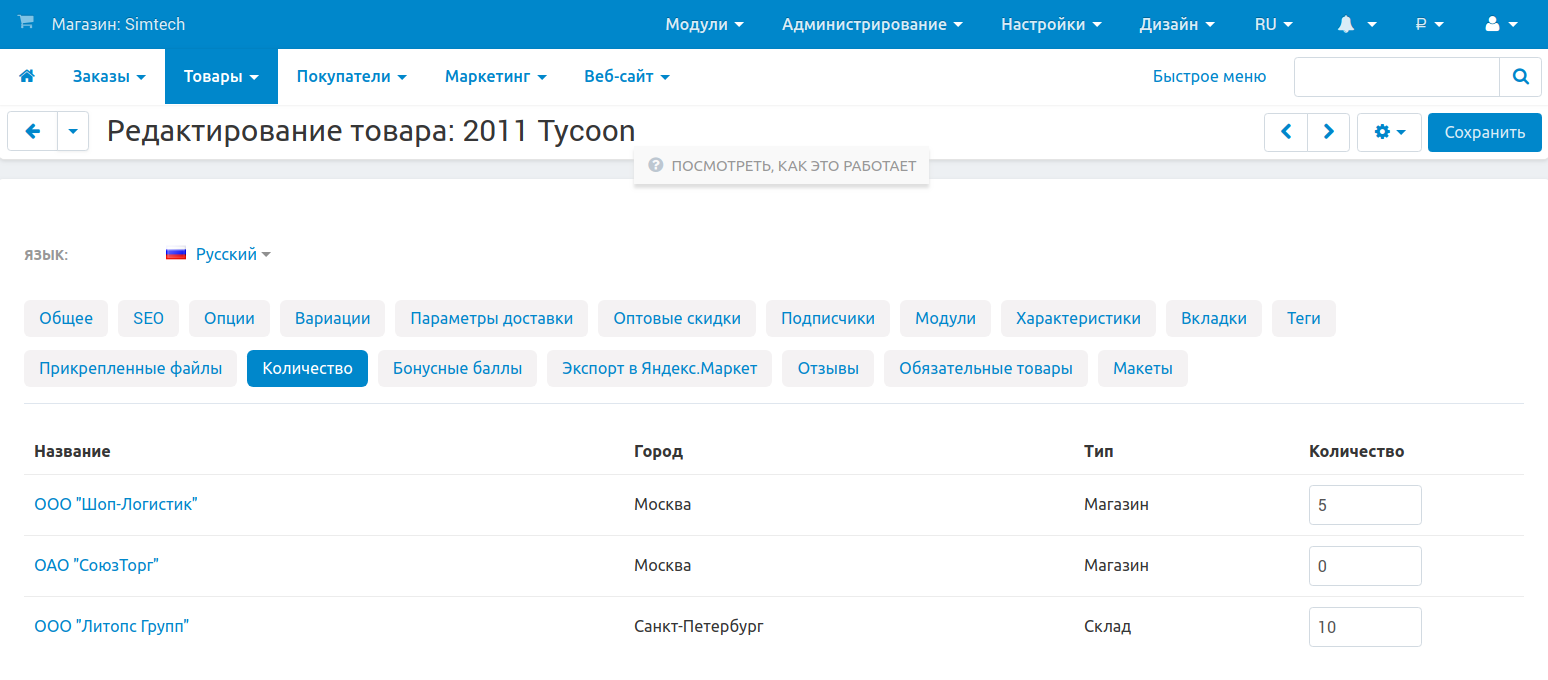 Магазин: Simtech Модули Администрирование Настройки Дизайн RU ₽
Заказы Товары Покупатели Маркетинг Веб-сайт Быстрое меню
Редактирование товара: 2011 Tycoon Сохранить
ПОСМОТРЕТЬ, КАК ЭТО РАБОТАЕТ
ЯЗЫК: Русский
Общее SEO Опции Вариации Параметры доставки Оптовые скидки Подписчики Модули Характеристики Вкладки Теги
Прикрепленные файлы Количество Бонусные баллы Экспорт в Яндекс.Маркет Отзывы Обязательные товары Макеты
Название Город Тип Количество
ООО "Шоп-Логистик" Москва Магазин 5
ОАО "СоюзТорг" Москва Магазин 0
ООО "Литопс Групп" Санкт-Петербург Склад 10